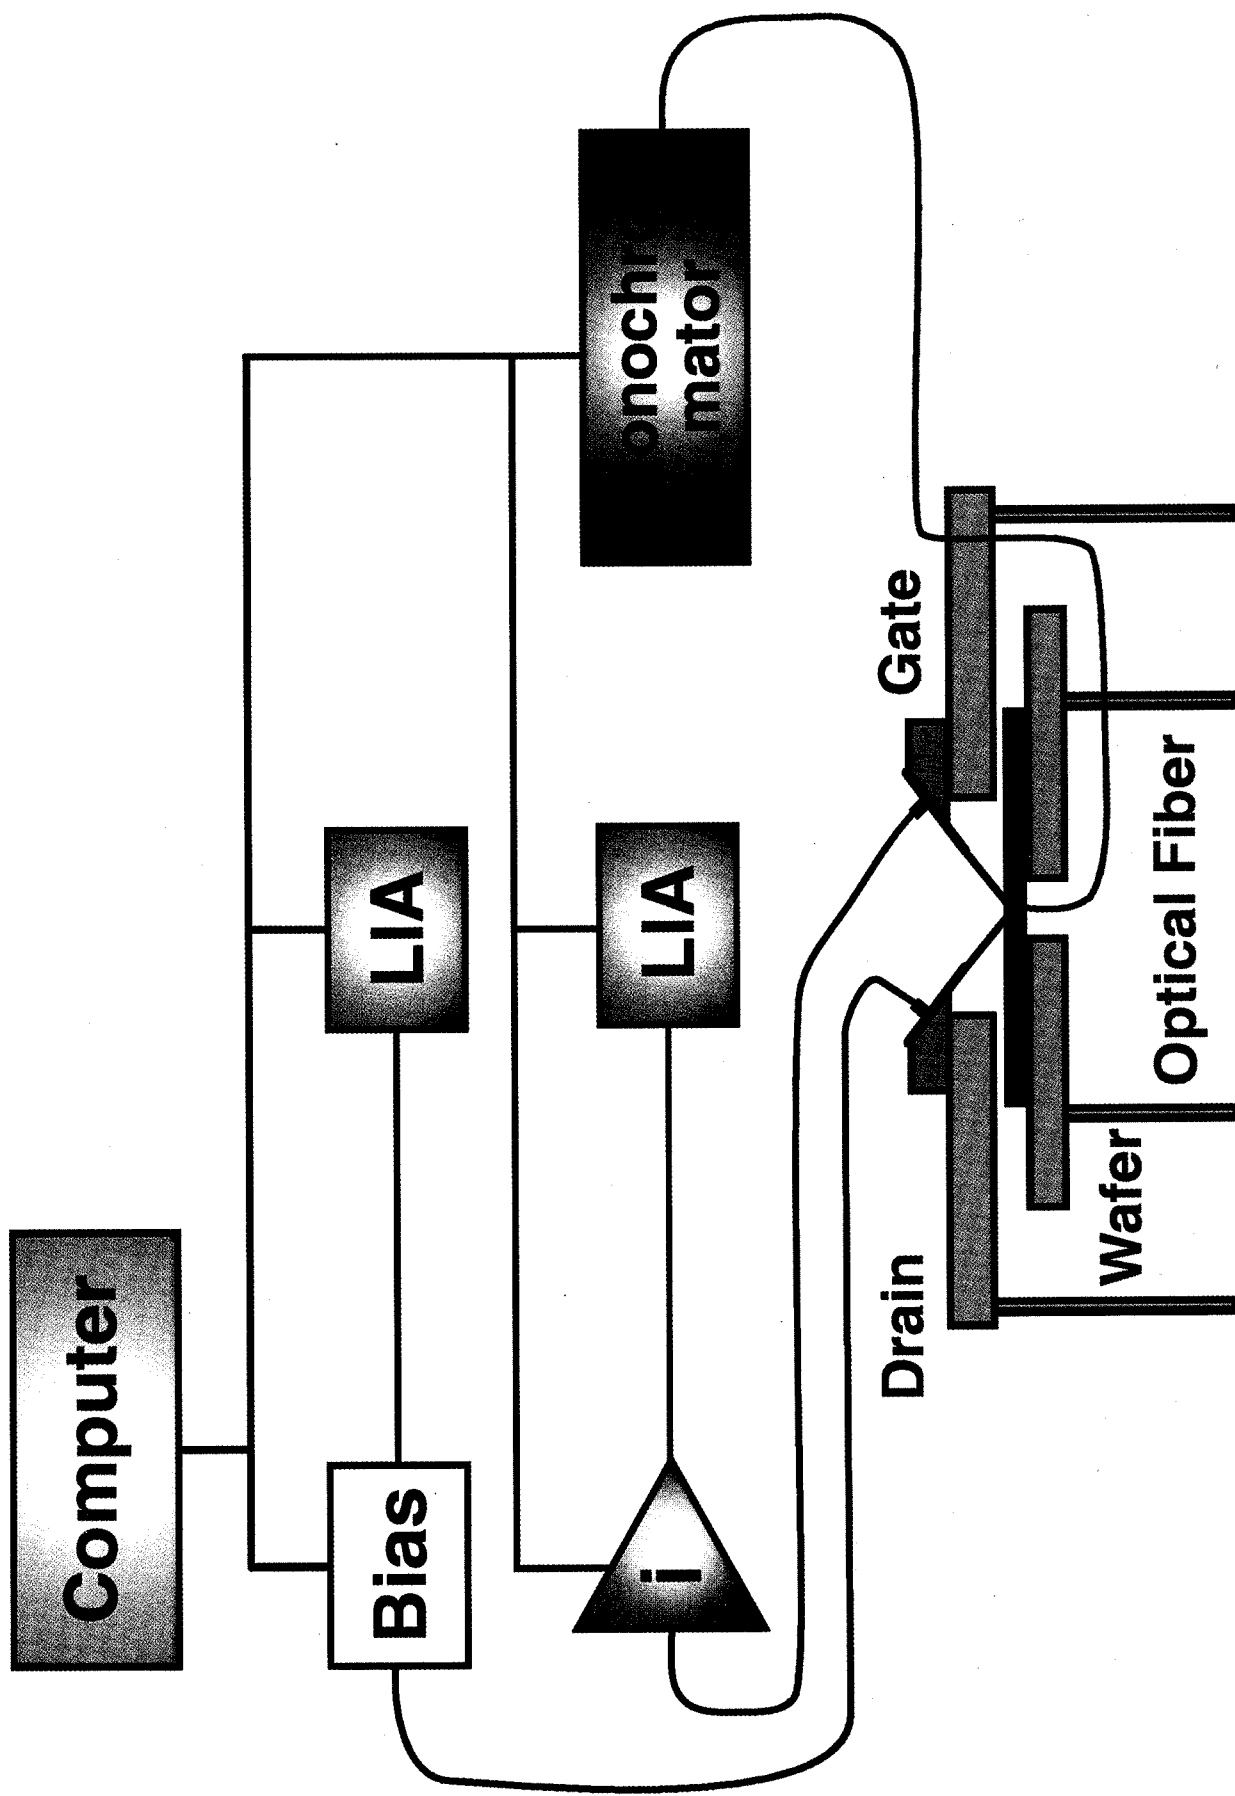 Computer
Bias
LIA
i
LIA
onochr
mator
Drain
Gate
Wafer
Optical Fiber